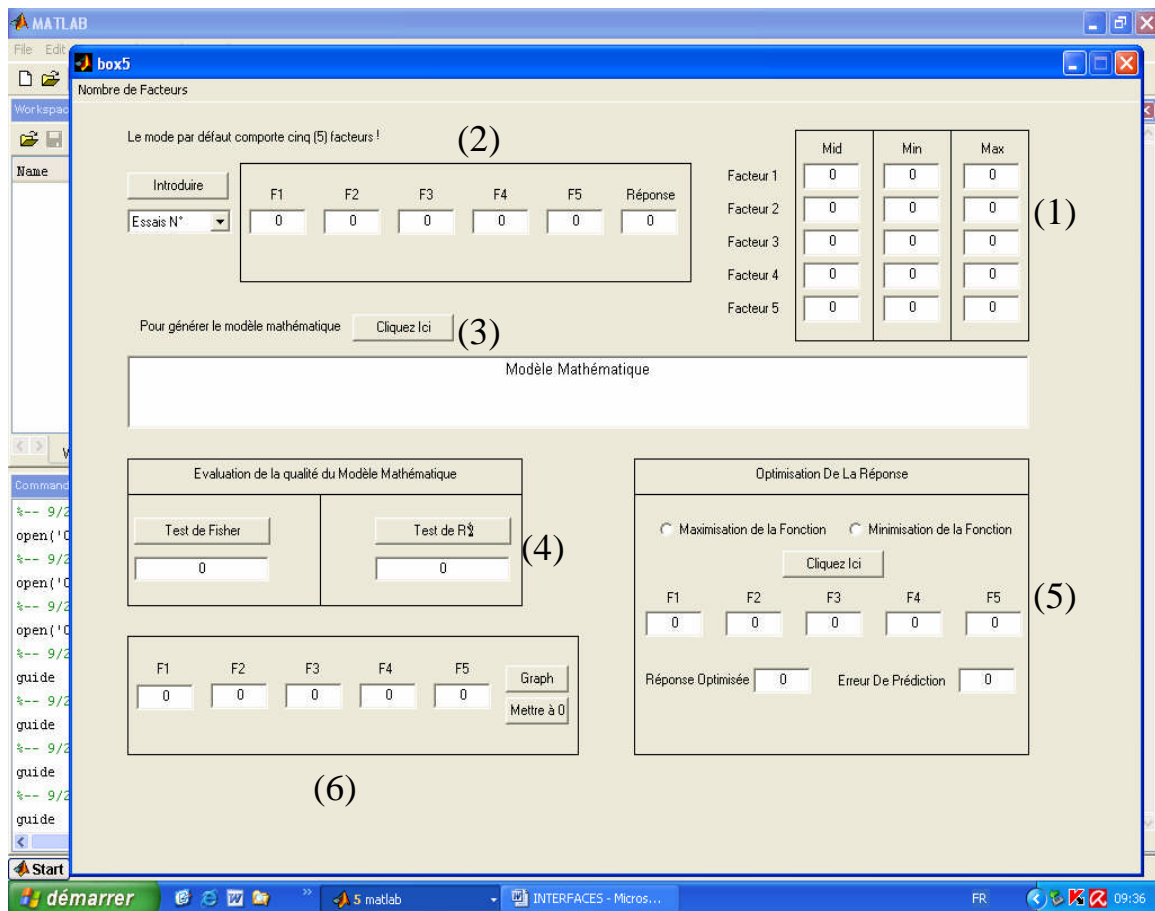 MATLAB
File Edit
box5
Nombre de Facteurs
Workspac
Name
Le mode par défaut comporte cinq (5) facteurs !
(2)
Introduire
Essais N°
F1 F2 F3 F4 F5 Réponse
0 0 0 0 0 0
Mid Min Max
Facteur 1 0 0 0
Facteur 2 0 0 0
Facteur 3 0 0 0
Facteur 4 0 0 0
Facteur 5 0 0 0
(1)
Pour générer le modèle mathématique Cliquez Ici
(3)
Modèle Mathématique
Evaluation de la qualité du Modèle Mathématique
Test de Fisher
0
0
(4)
Optimisation De La Réponse
Maximisation de la Fonction Minimisation de la Fonction
Cliquez Ici
F1 F2 F3 F4 F5
0 0 0 0 0
Réponse Optimisée 0 Erreur De Prédiction 0
(5)
F1 F2 F3 F4 F5
0 0 0 0 0
Graph
Mettre à 0
(6)
Command
%-- 9/2
open('C
%-- 9/2
open('C
%-- 9/2
open('C
%-- 9/2
guide
%-- 9/2
guide
%-- 9/2
guide
%-- 9/2
guide
Start
démarrer
5 matlab
INTERFACES - Micros...
FR
09:36